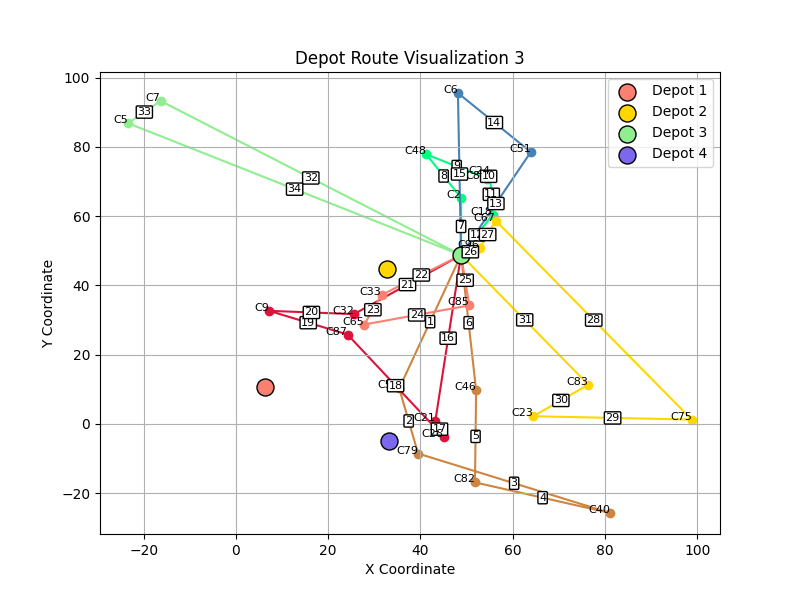 Depot Route Visualization 3
Depot 1
Depot 2
Depot 3
Depot 4
Y Coordinate
100
80
60
40
20
0
−20
−20
0
20
40
60
80
100
X Coordinate
C7
C5
33
32
34
C6
14
C51
C48
9
8
15
C24
10
11
13
C2
C67
7
27
26
22
21
25
C33
C85
C32
23
C65
24
C9
20
19
C87
1
6
31
28
16
18
C46
C83
30
C23
29
C75
2
C21
17
5
C79
C82
3
4
C40